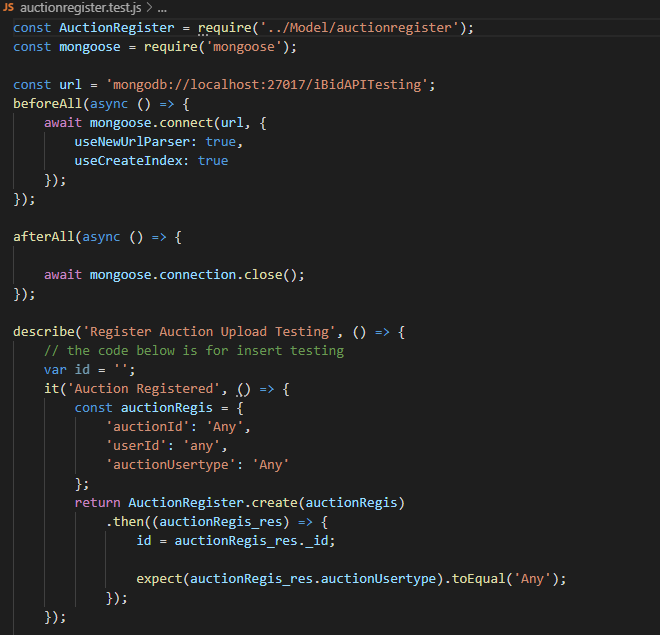 JS auctionregister.test.js > ...
const AuctionRegister = require('../Model/auctionregister');
const mongoose = require('mongoose');

const url = 'mongodb://localhost:27017/iBidAPITesting';
beforeAll(async () => {
    await mongoose.connect(url, {
        useNewUrlParser: true,
        useCreateIndex: true
    });
});

afterAll(async () => {

    await mongoose.connection.close();
});

describe('Register Auction Upload Testing', () => {
    // the code below is for insert testing
    var id = '';
    it('Auction Registered', () => {
        const auctionRegis = {
            'auctionId': 'Any',
            'userId': 'any',
            'auctionUsertype': 'Any'
        };
        return AuctionRegister.create(auctionRegis)
            .then((auctionRegis_res) => {
                id = auctionRegis_res._id;

                expect(auctionRegis_res.auctionUsertype).toEqual('Any');
            });
    });